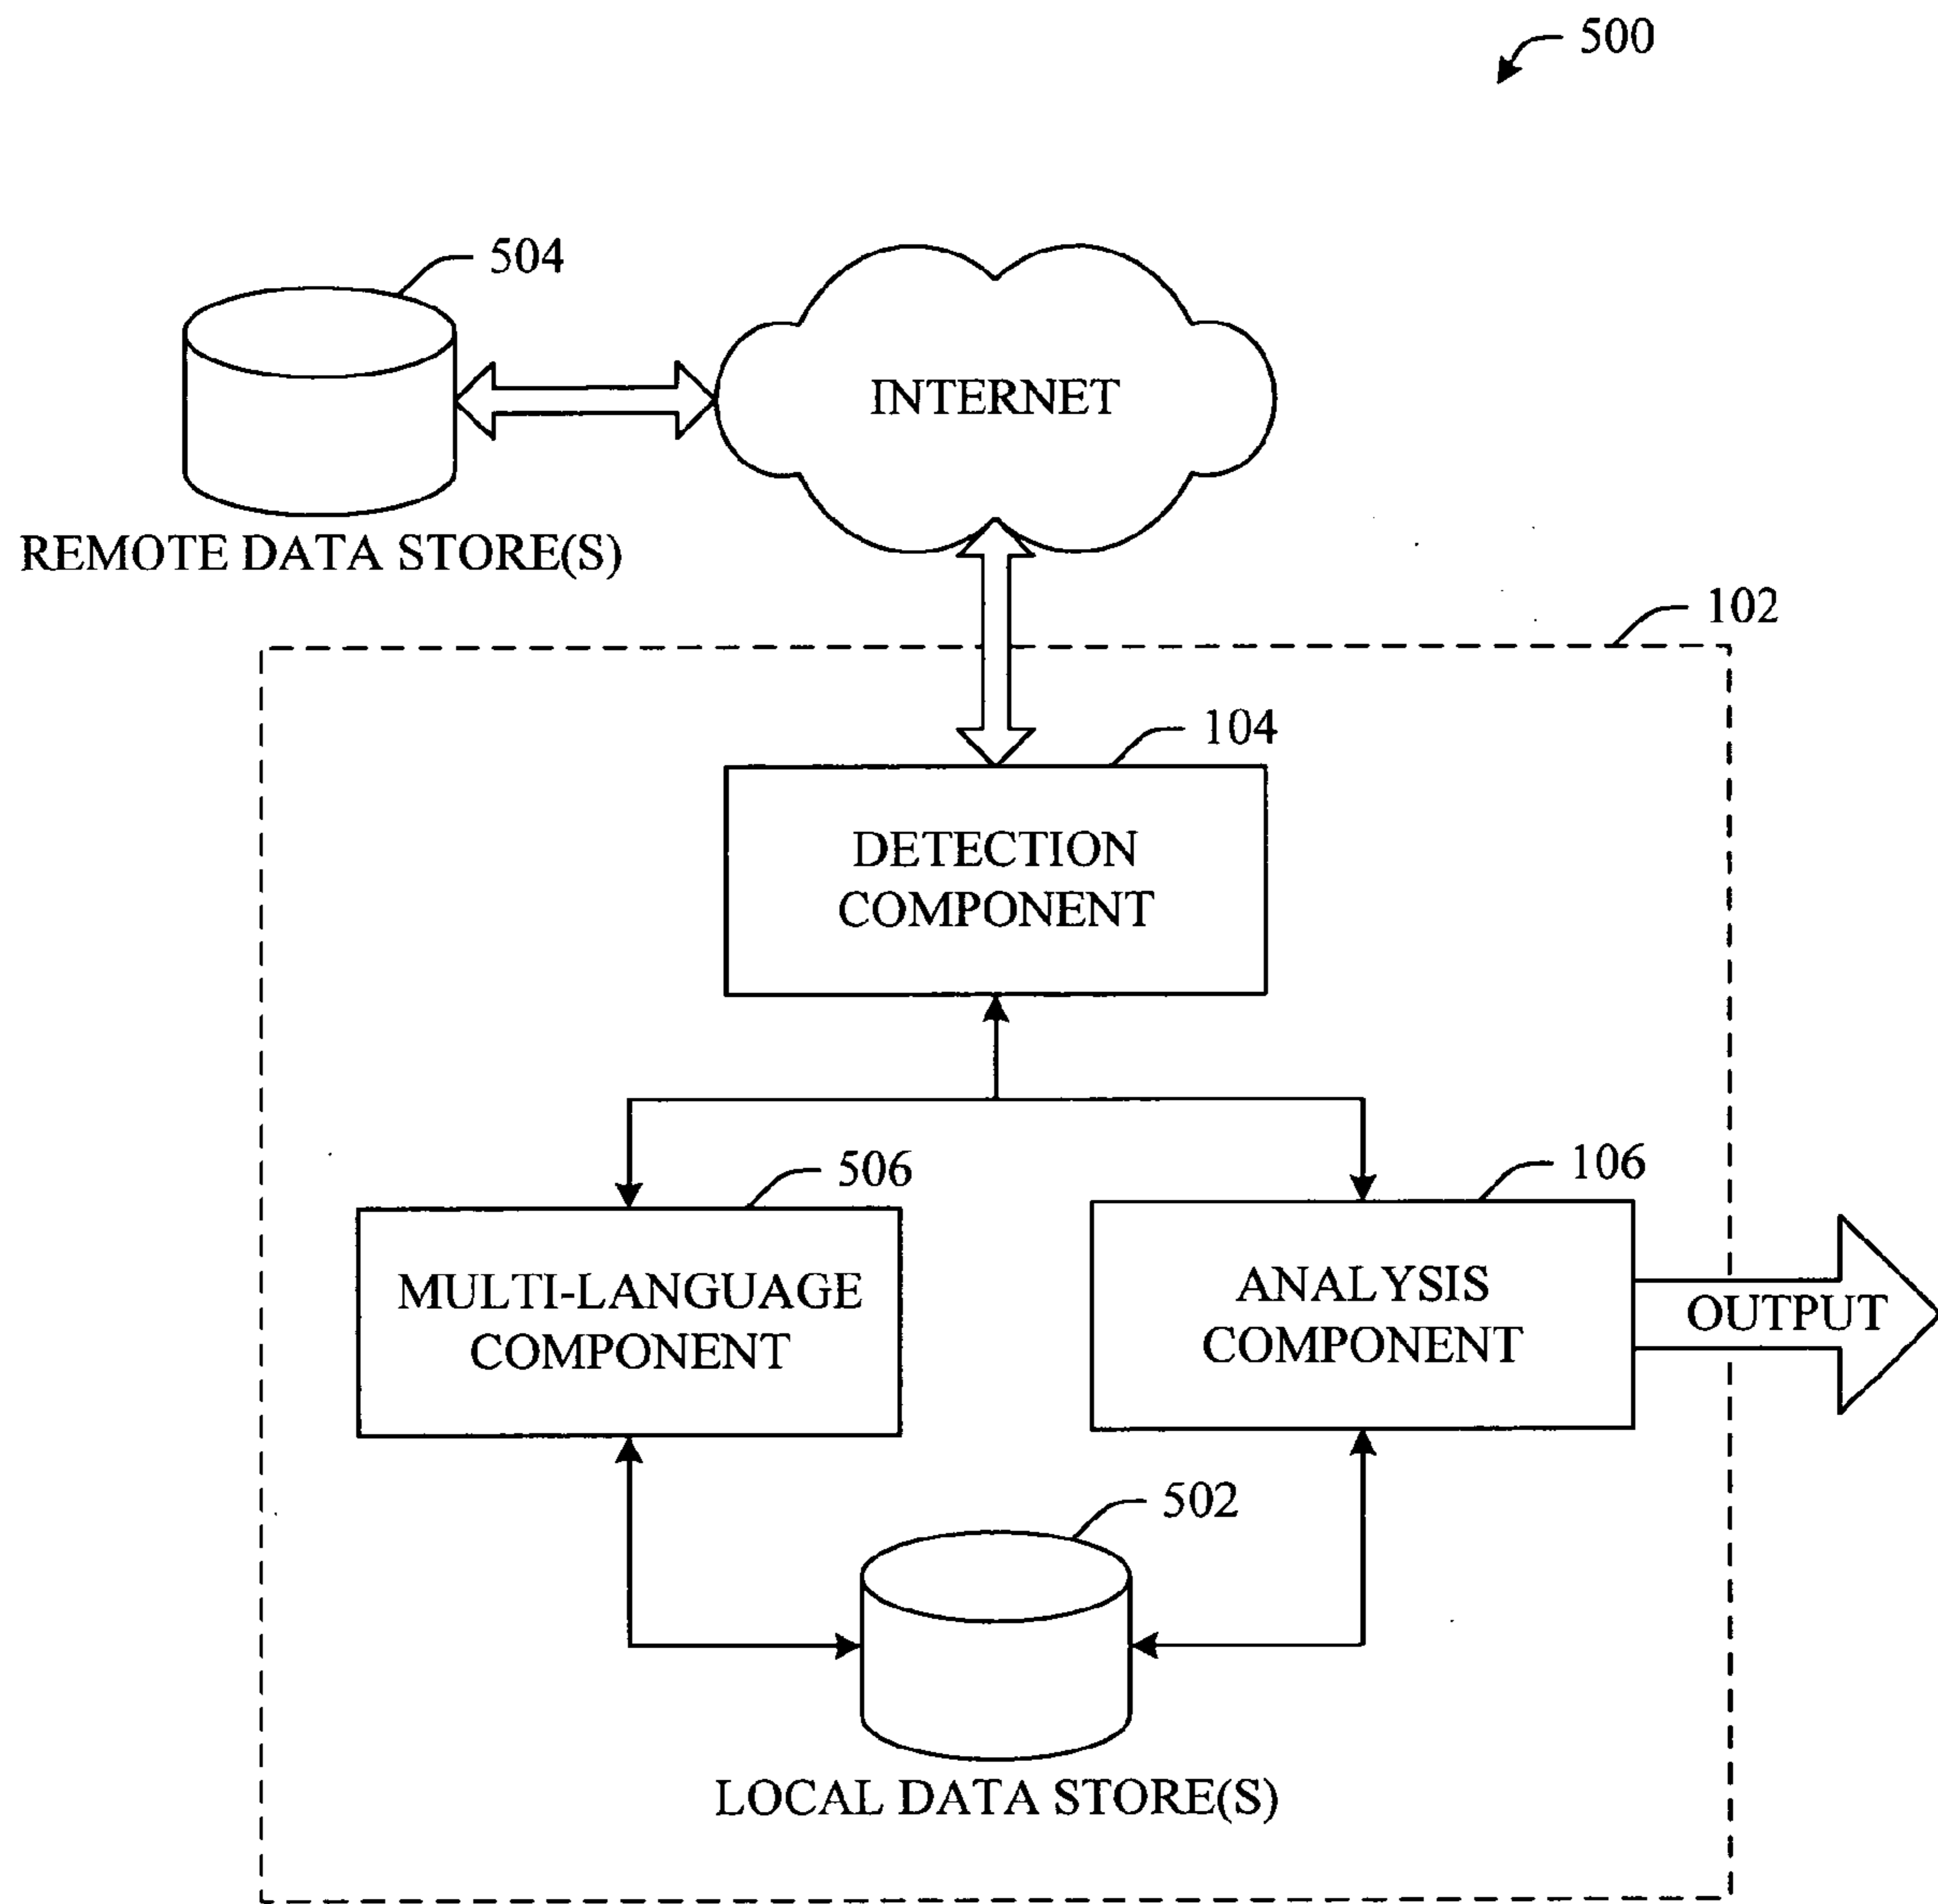 500
504
INTERNET
REMOTE DATA STORE(S)
102
104
DETECTION
COMPONENT
506
106
MULTI-LANGUAGE
COMPONENT
ANALYSIS
COMPONENT
OUTPUT
502
LOCAL DATA STORE(S)